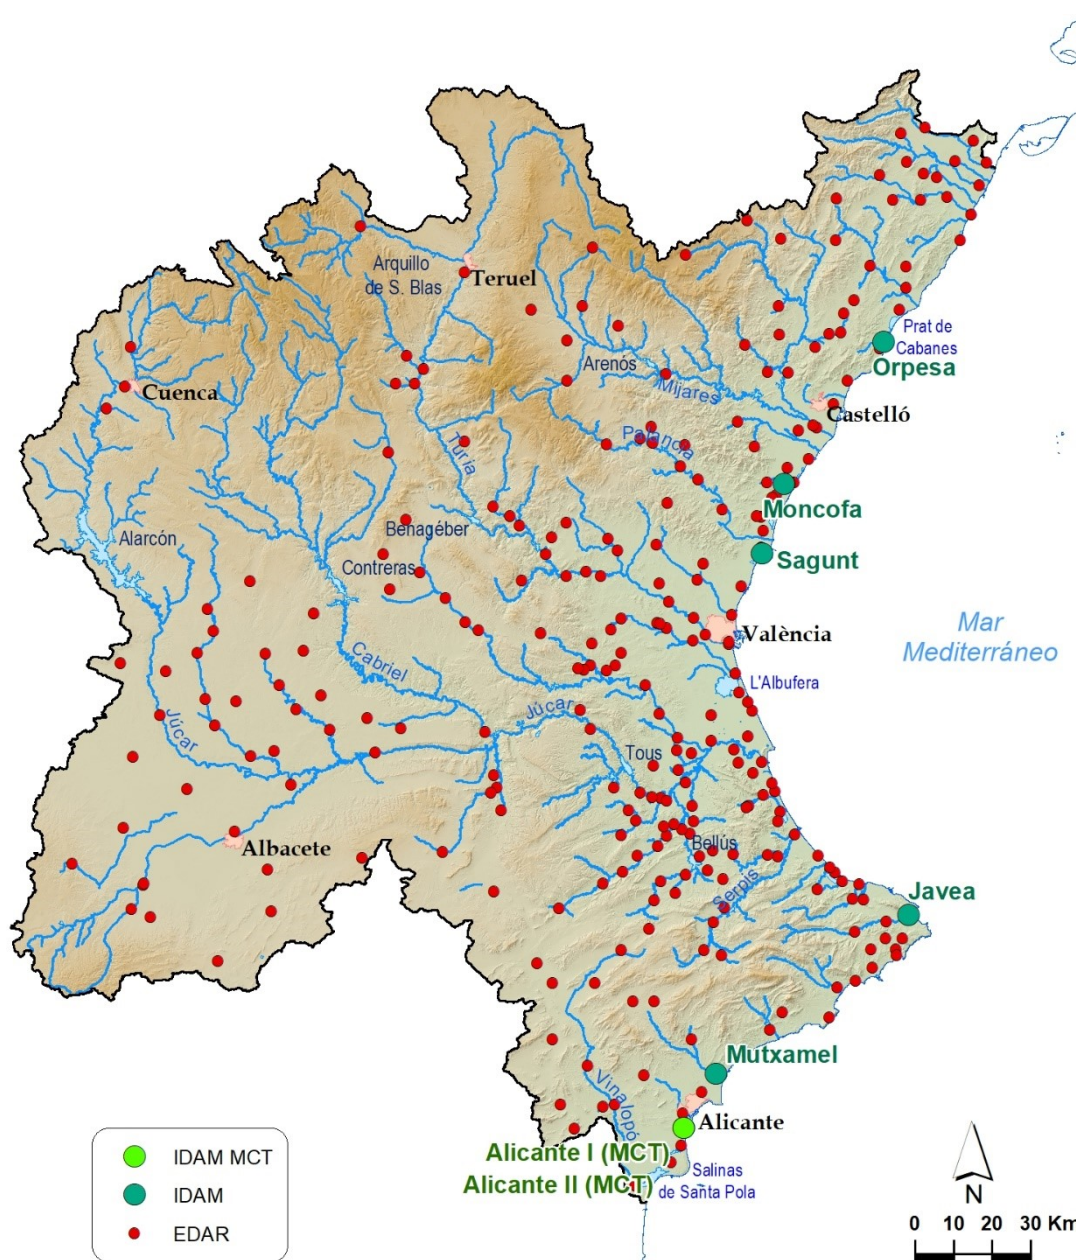 Arquillo
de S. Blas
Teruel
Prat de
Cabanes
Orpesa
Arenós
Mijares
Cuenca
Castelló
Palancia
Turia
Moncofa
Alarcón
Benagéber
Contreras
Sagunt
València
Mar
Mediterráneo
Cabriel
L'Albufera
Júcar
Júcar
Tous
Albacete
Bellús
Serpis
Javea
Mutxamel
Vinalopó
Alicante
Alicante I (MCT)
Alicante II (MCT)
Salinas
de Santa Pola
IDAM MCT
IDAM
EDAR
N
0 10 20 30 Km